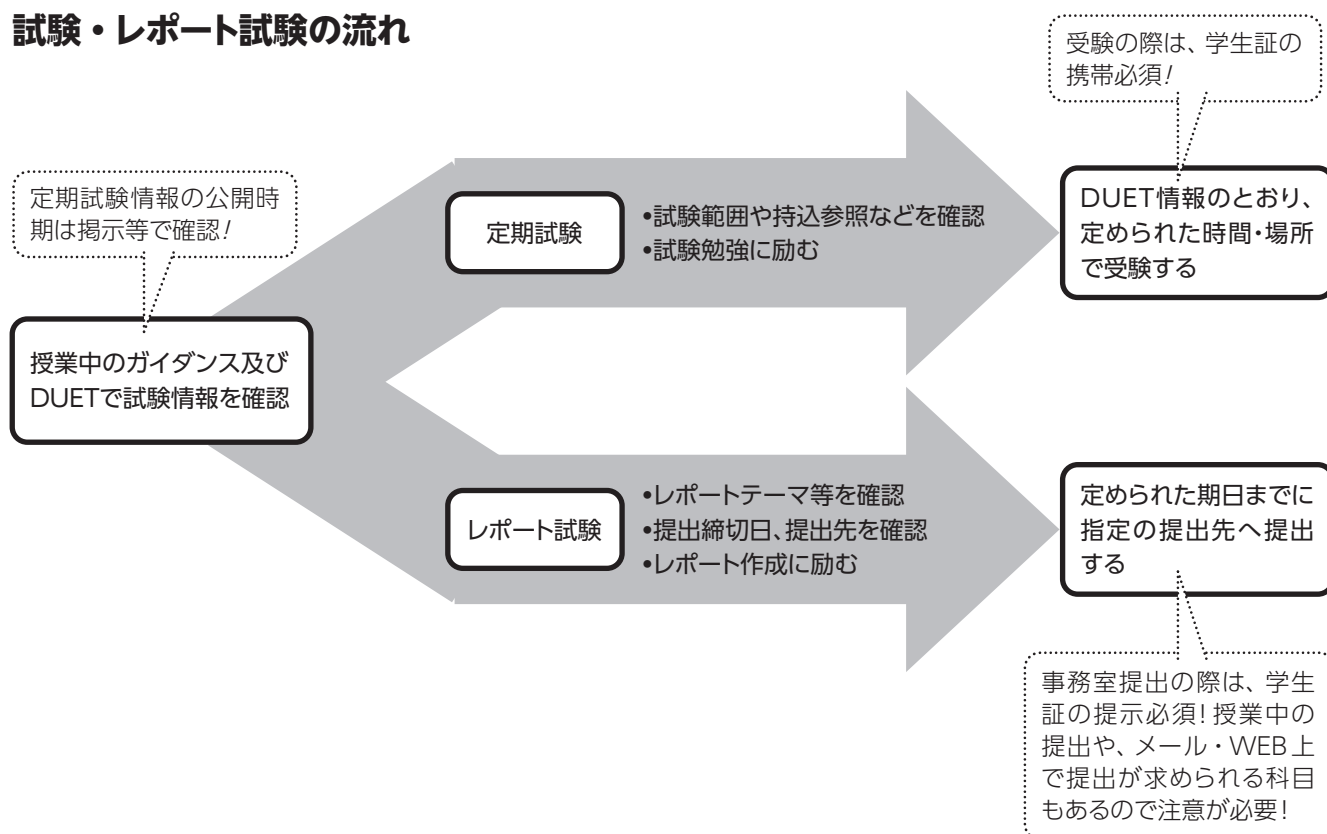 試験・レポート試験の流れ
受験の際は、学生証の
携帯必須!
定期試験情報の公開時
期は掲示等で確認!
授業中のガイダンス及び
DUETで試験情報を確認
定期試験
•試験範囲や持込参照などを確認
•試験勉強に励む
DUET情報のとおり、
定められた時間・場所
で受験する
レポート試験
•レポートテーマ等を確認
•提出締切日、提出先を確認
•レポート作成に励む
定められた期日までに
指定の提出先へ提出
する
事務室提出の際は、学生
証の提示必須!授業中の
提出や、メール・WEB上
で提出が求められる科目
もあるので注意が必要!